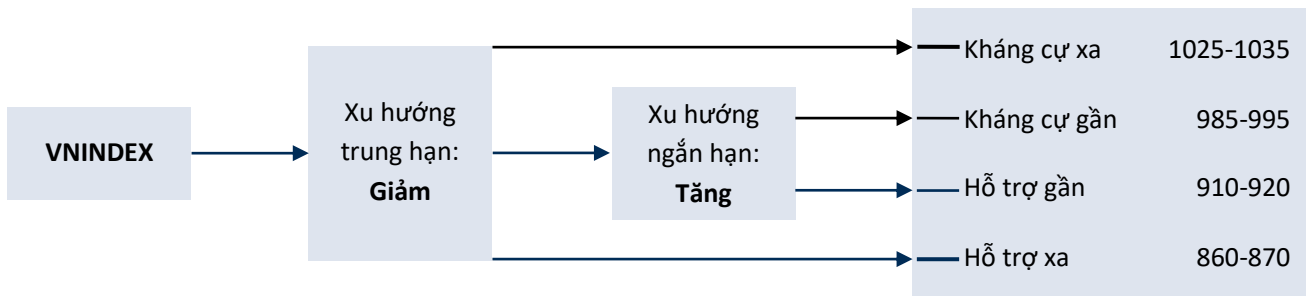 VNINDEX
Xu hướng
trung hạn:
Giảm
Xu hướng
ngắn hạn:
Tăng
Kháng cự xa 1025-1035
Kháng cự gần 985-995
Hỗ trợ gần 910-920
Hỗ trợ xa 860-870